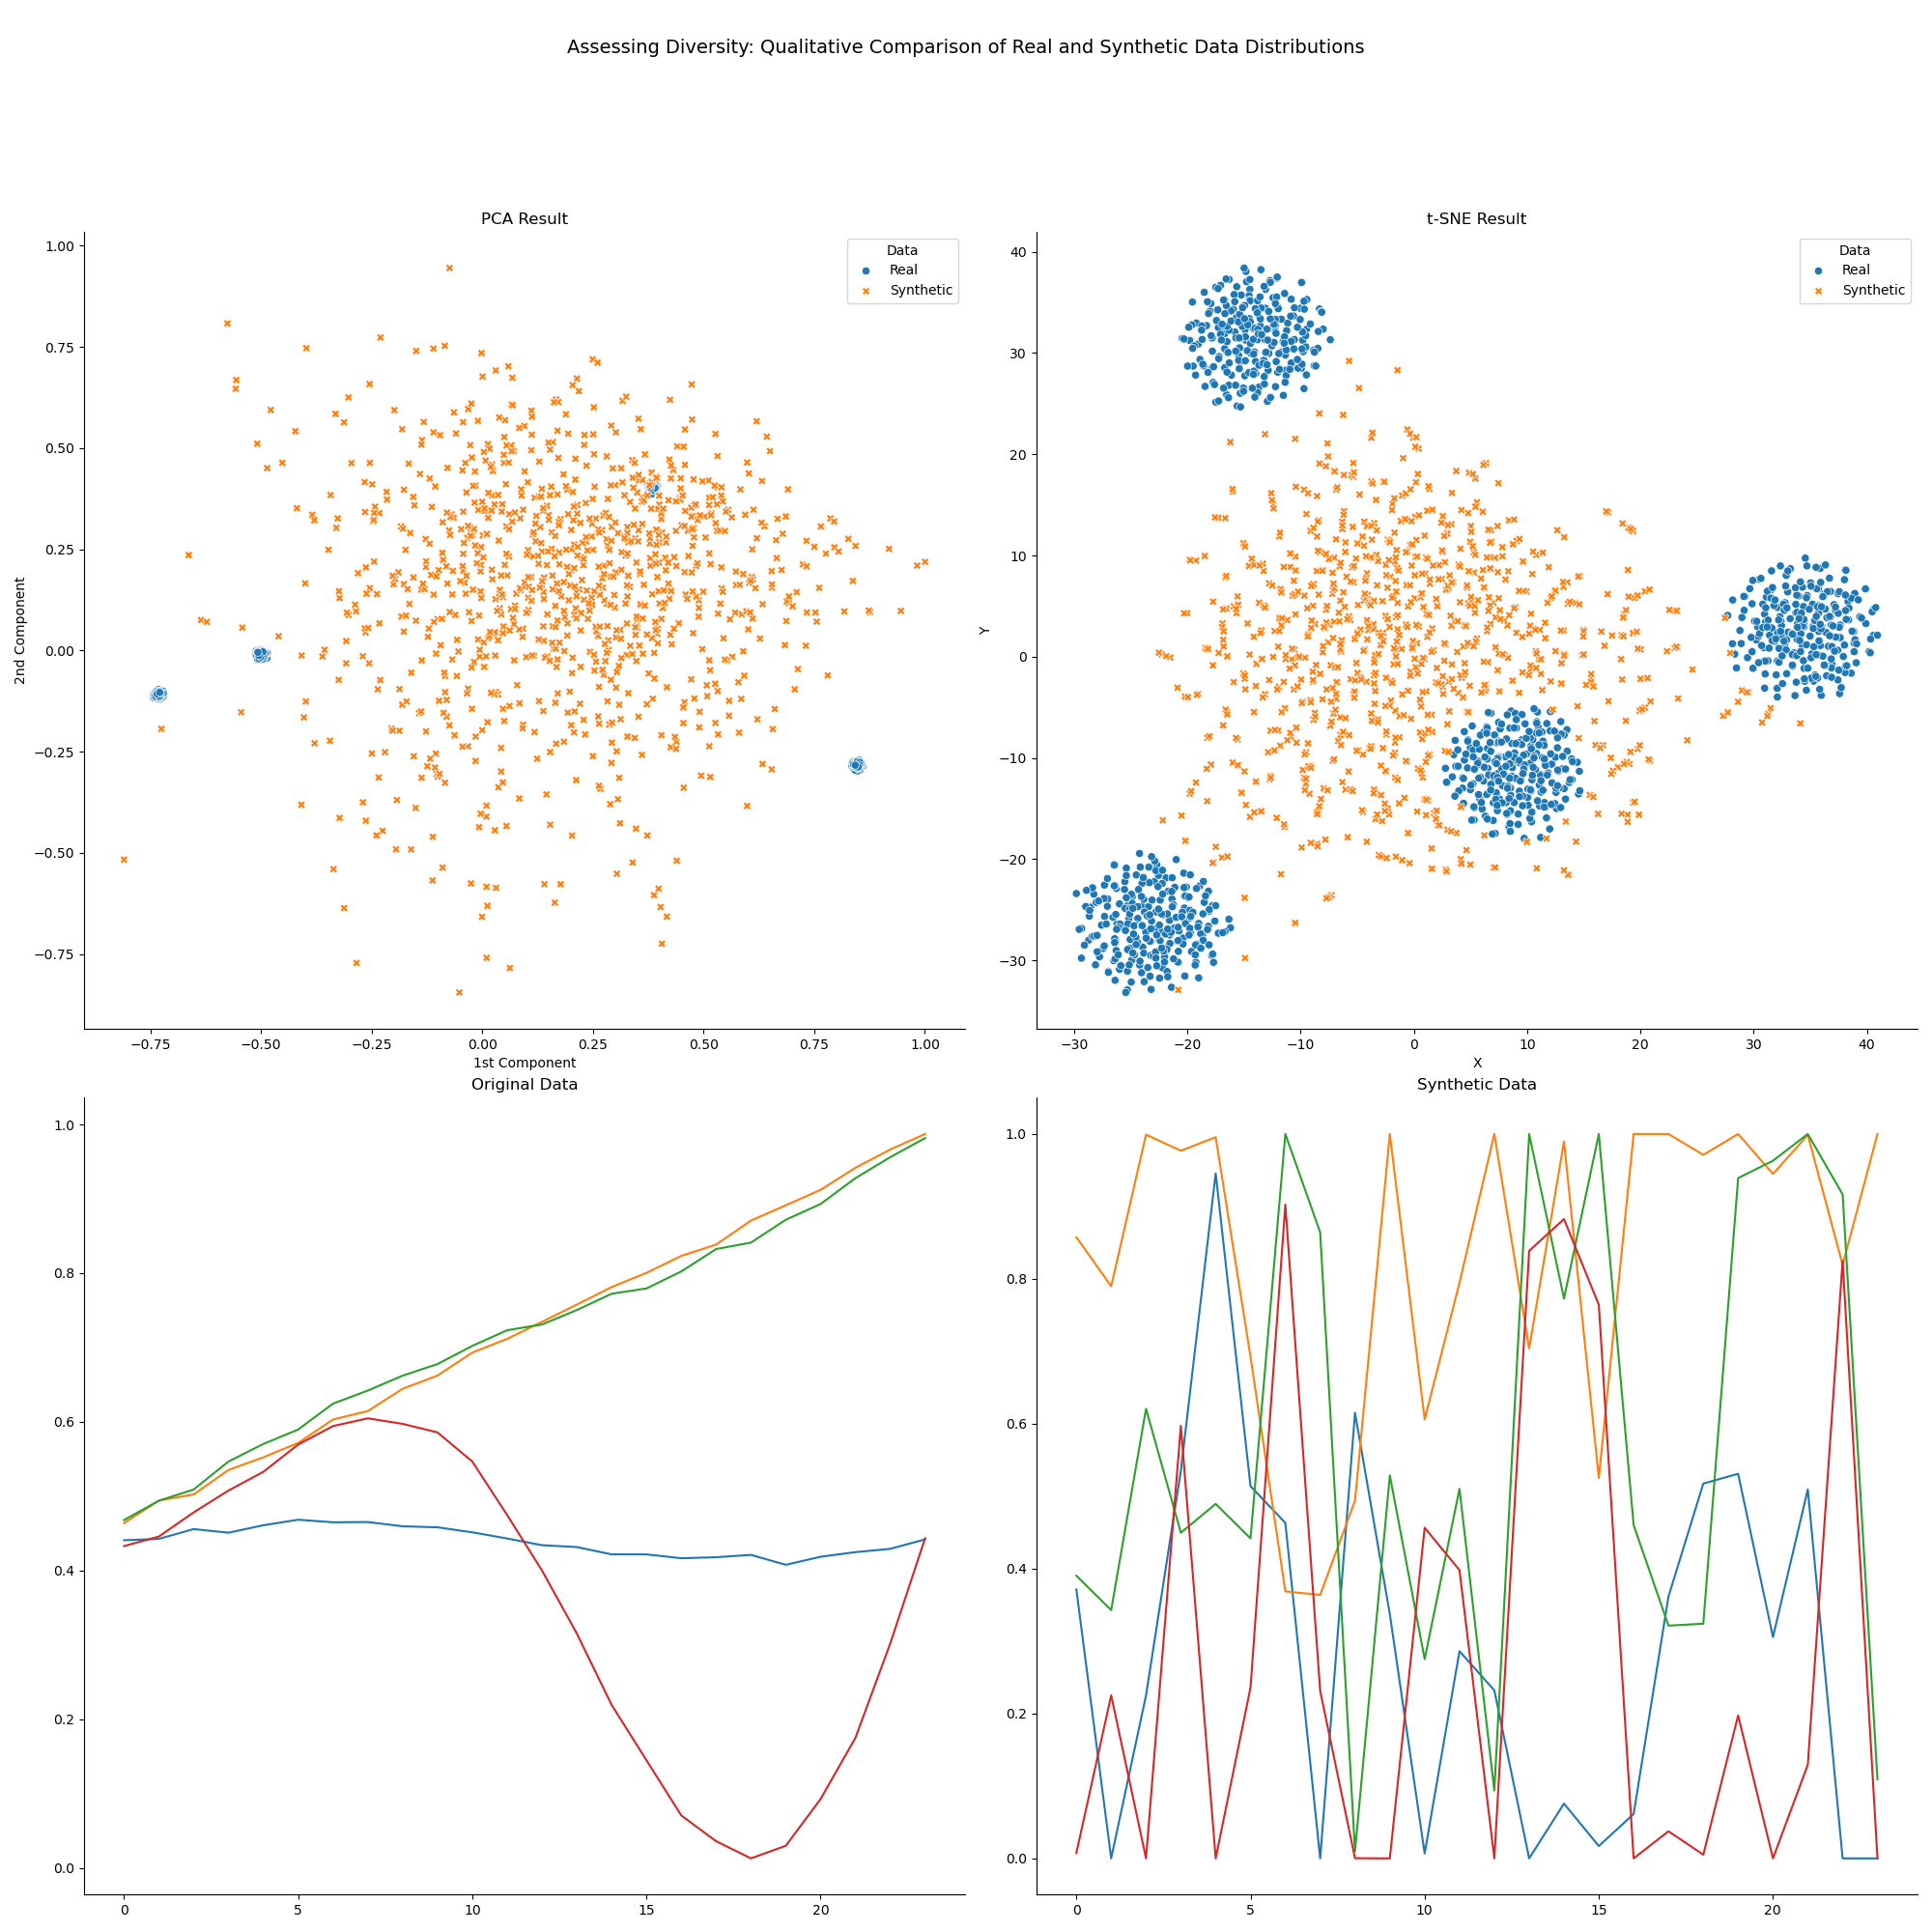 Assessing Diversity: Qualitative Comparison of Real and Synthetic Data Distributions
PCA Result
1.00
0.75
0.50
0.25
0.00
−0.25
−0.50
−0.75
2nd Component
Data
Real
Synthetic
−0.75 −0.50 −0.25 0.00 0.25 0.50 0.75 1.00
1st Component
t-SNE Result
40
30
20
10
0
−10
−20
−30
Y
Data
Real
Synthetic
−30 −20 −10 0 10 20 30 40
X
Original Data
1.0
0.8
0.6
0.4
0.2
0.0
0 5 10 15 20
Synthetic Data
1.0
0.8
0.6
0.4
0.2
0.0
0 5 10 15 20